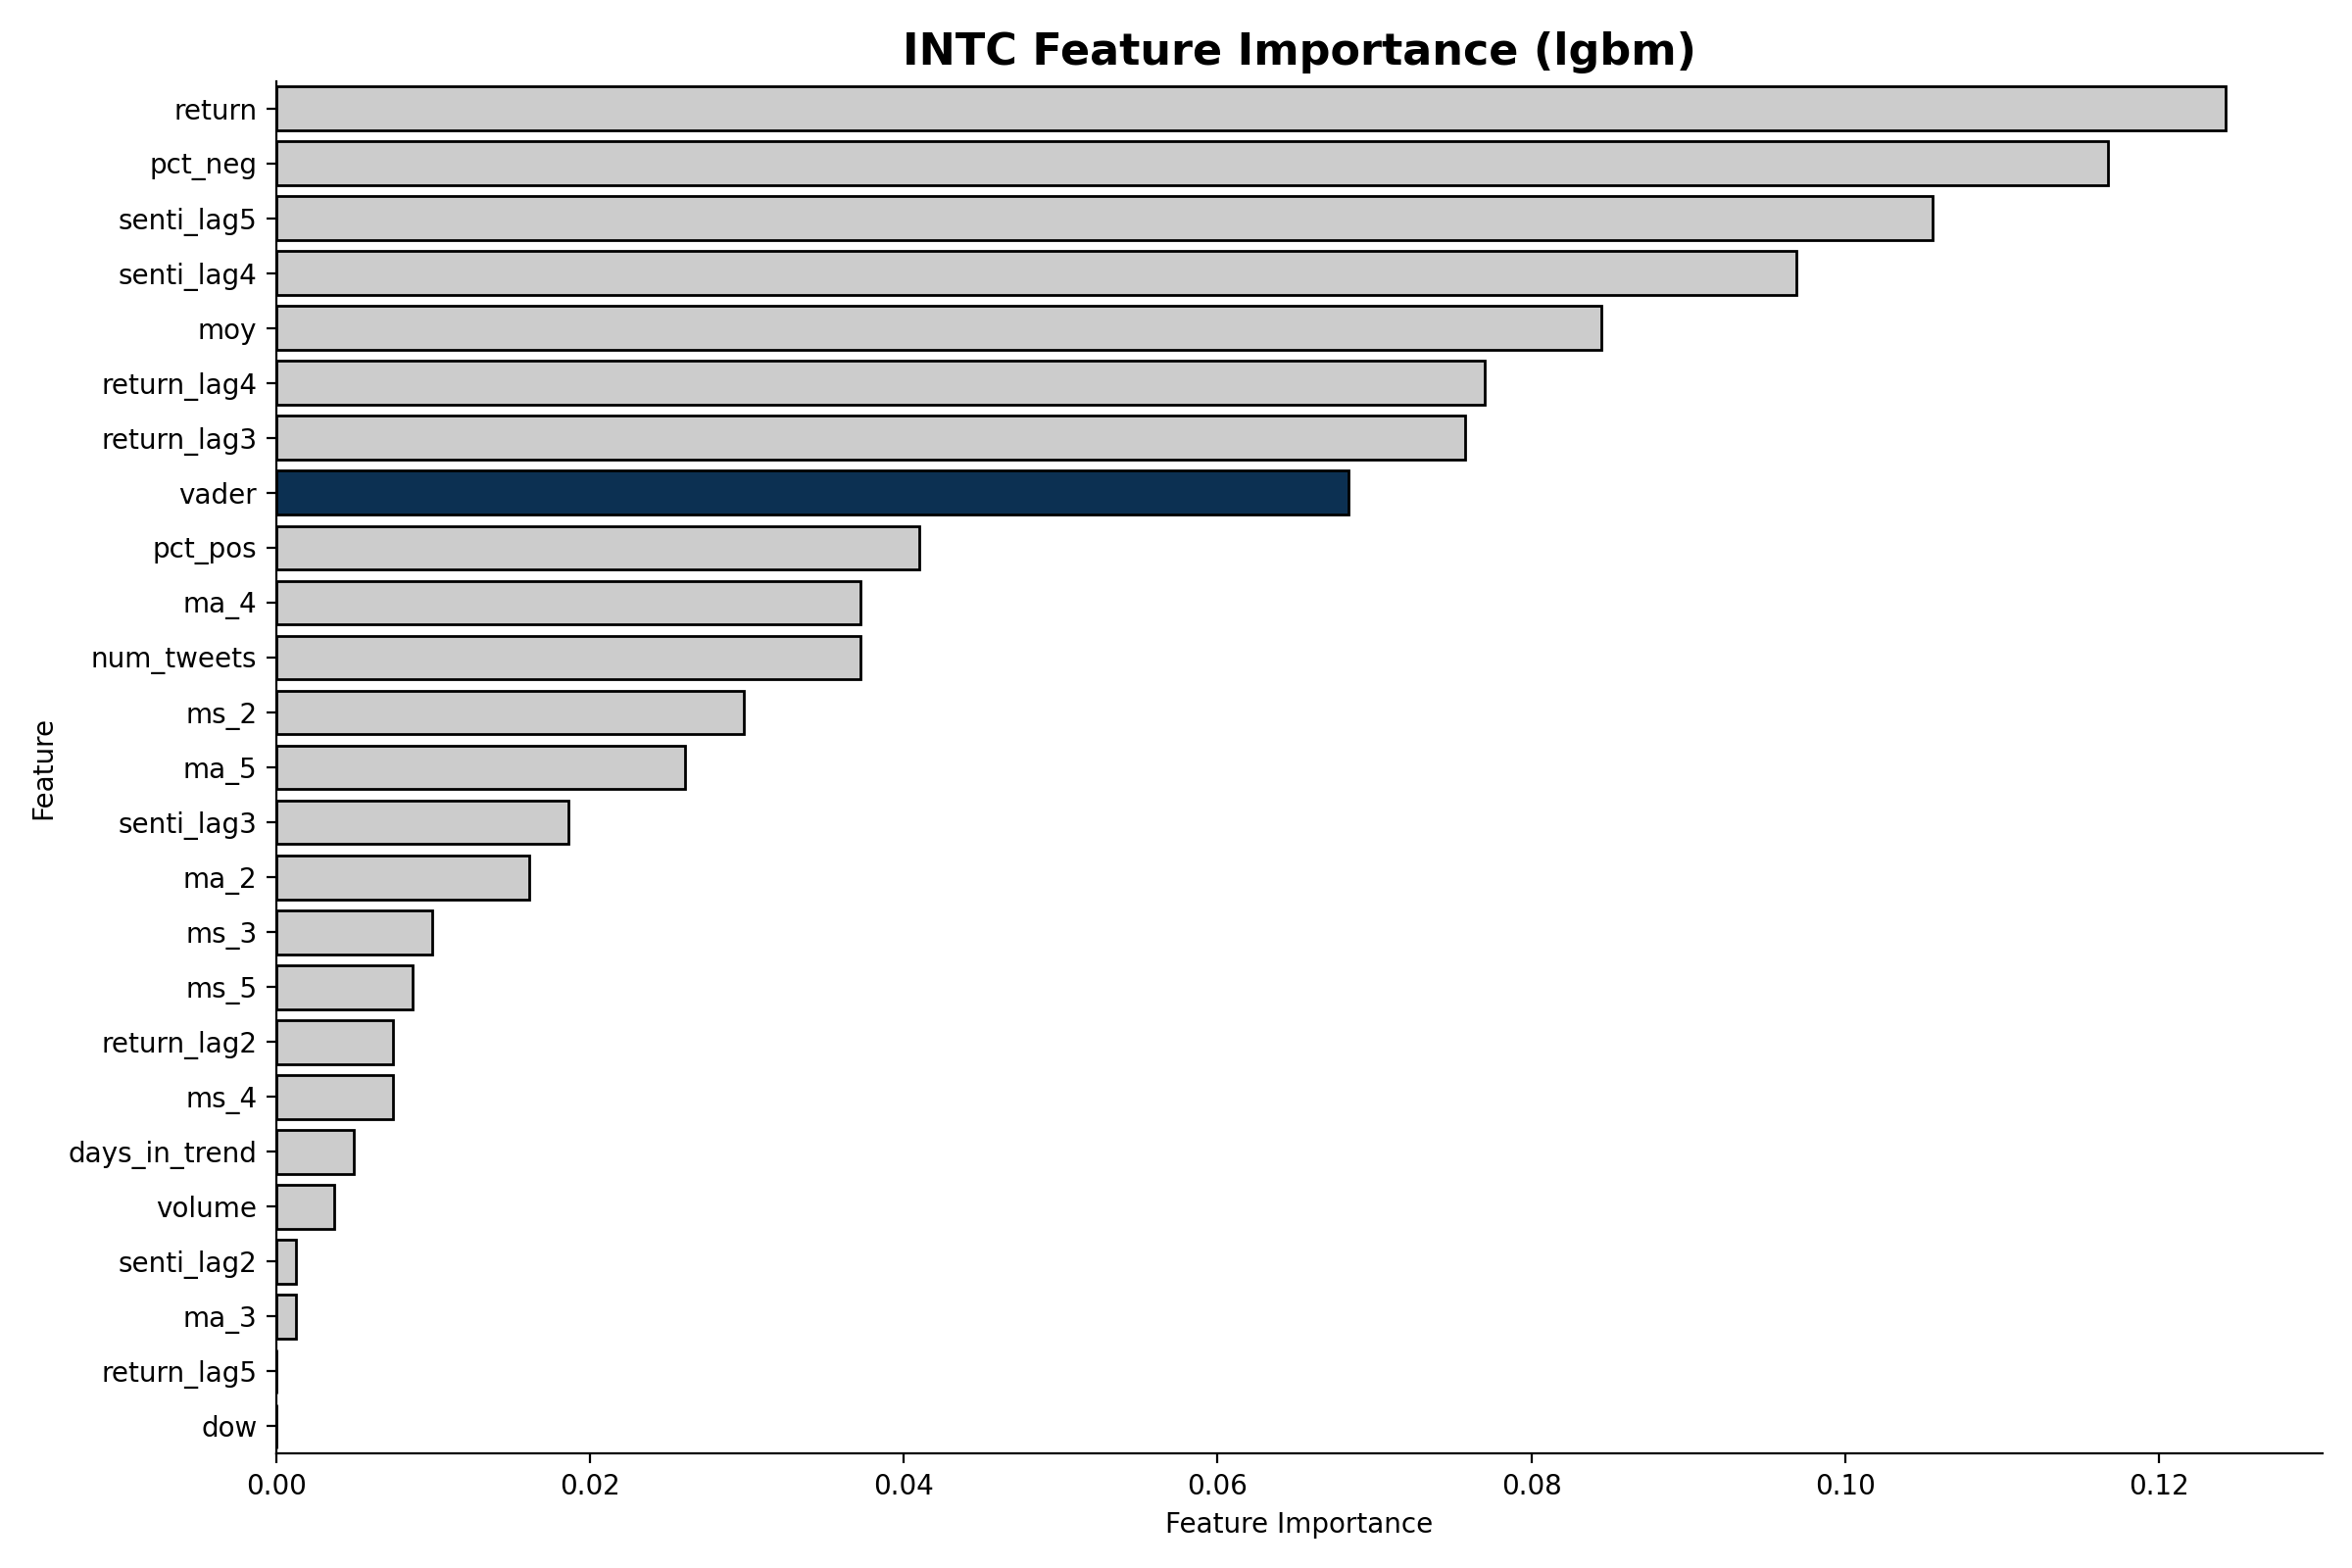 INTC Feature Importance (lgbm)
return
pct_neg
senti_lag5
senti_lag4
moy
return_lag4
return_lag3
vader
pct_pos
ma_4
num_tweets
ms_2
ma_5
senti_lag3
ma_2
ms_3
ms_5
return_lag2
ms_4
days_in_trend
volume
senti_lag2
ma_3
return_lag5
dow
Feature
0.00 0.02 0.04 0.06 0.08 0.10 0.12
Feature Importance